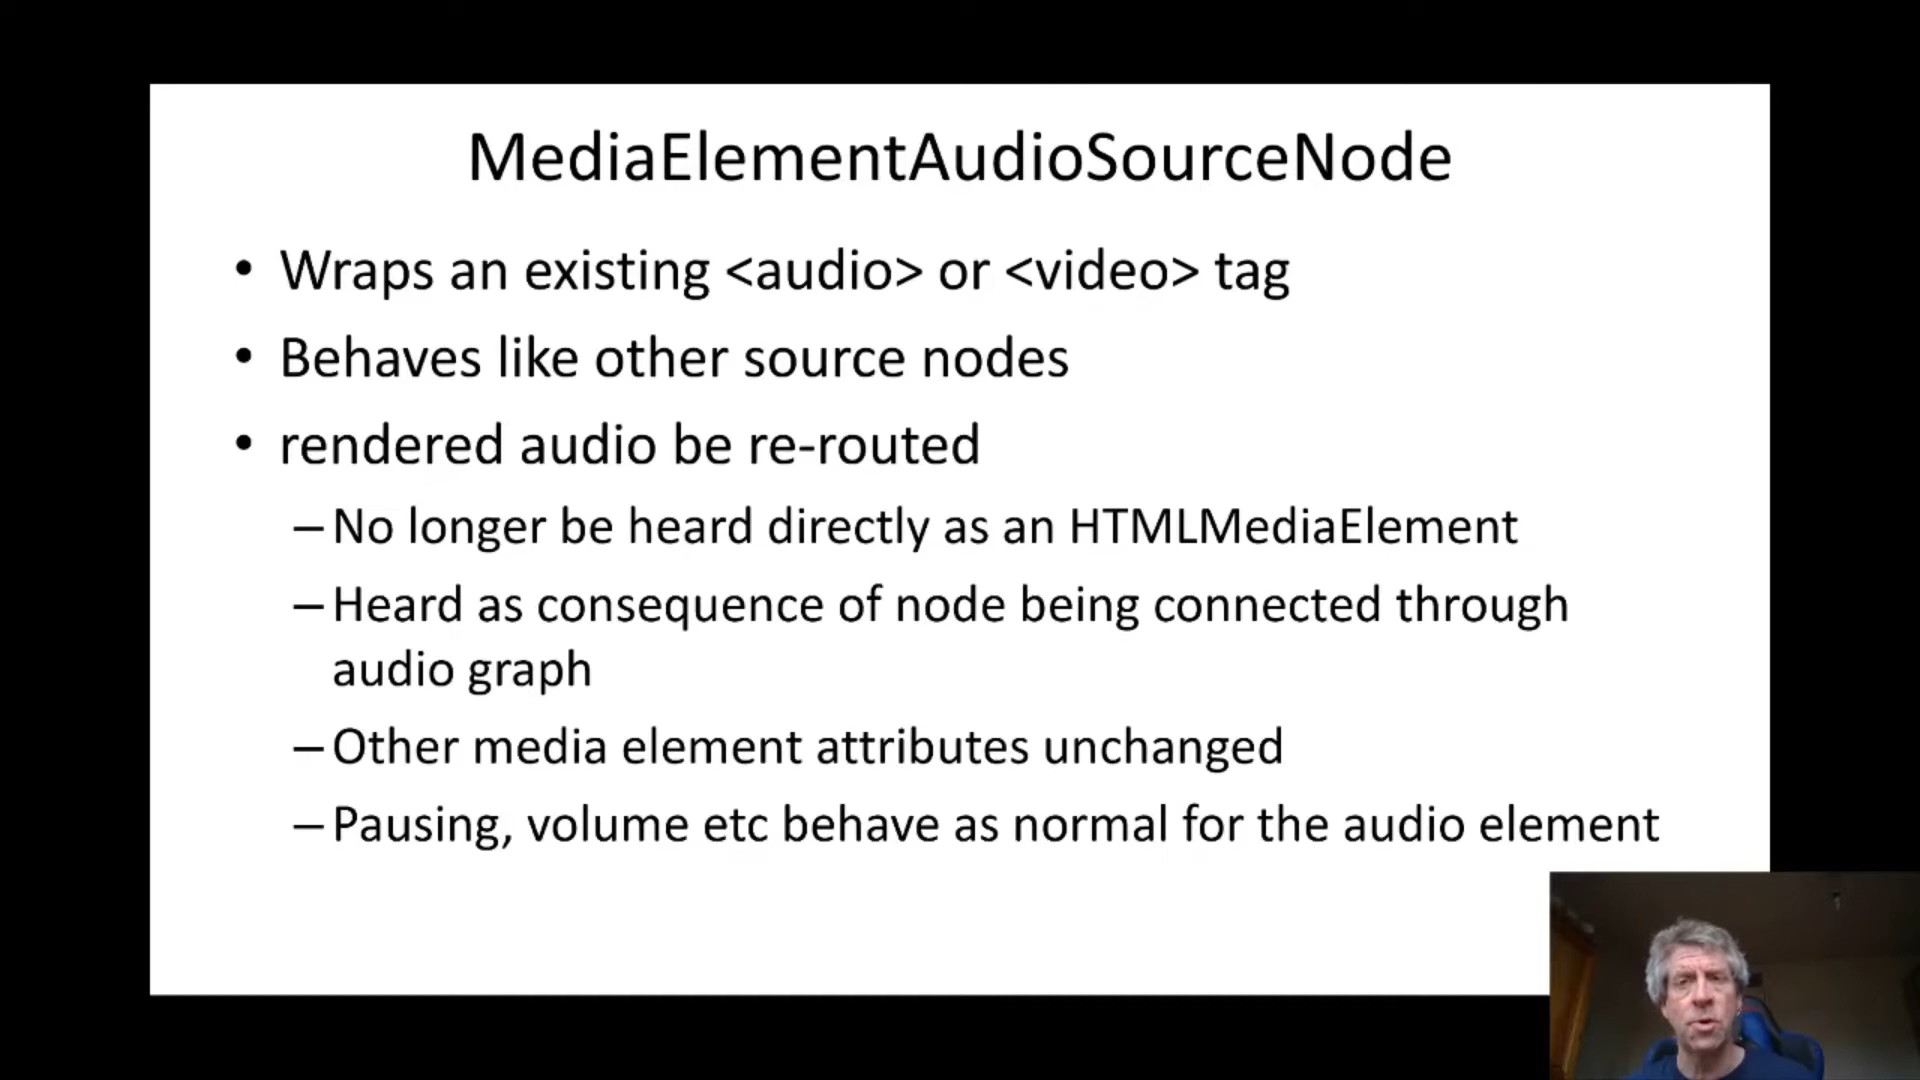 MediaElementAudioSourceNode
• Wraps an existing <audio> or <video> tag
• Behaves like other source nodes
• rendered audio be re-routed
– No longer be heard directly as an HTMLMediaElement
– Heard as consequence of node being connected through
audio graph
– Other media element attributes unchanged
– Pausing, volume etc behave as normal for the audio element